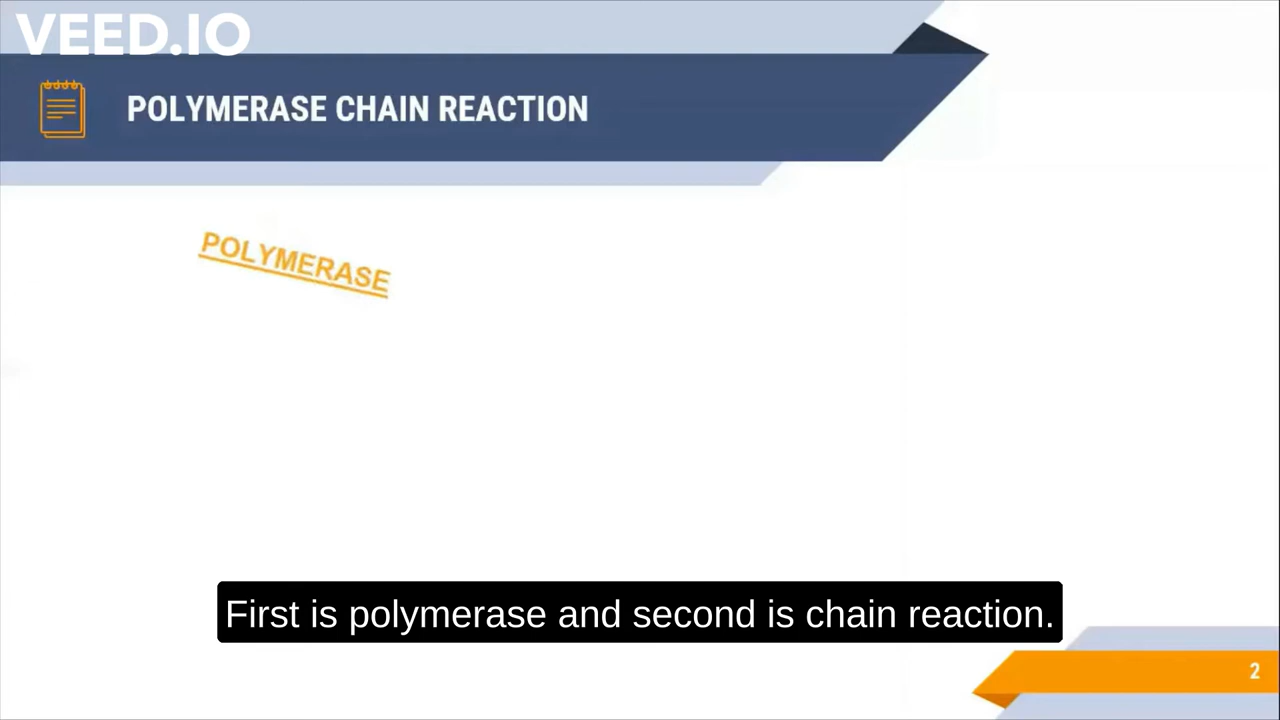 VEED.IO
POLYMERASE CHAIN REACTION
POLYMERASE
First is polymerase and second is chain reaction.
2